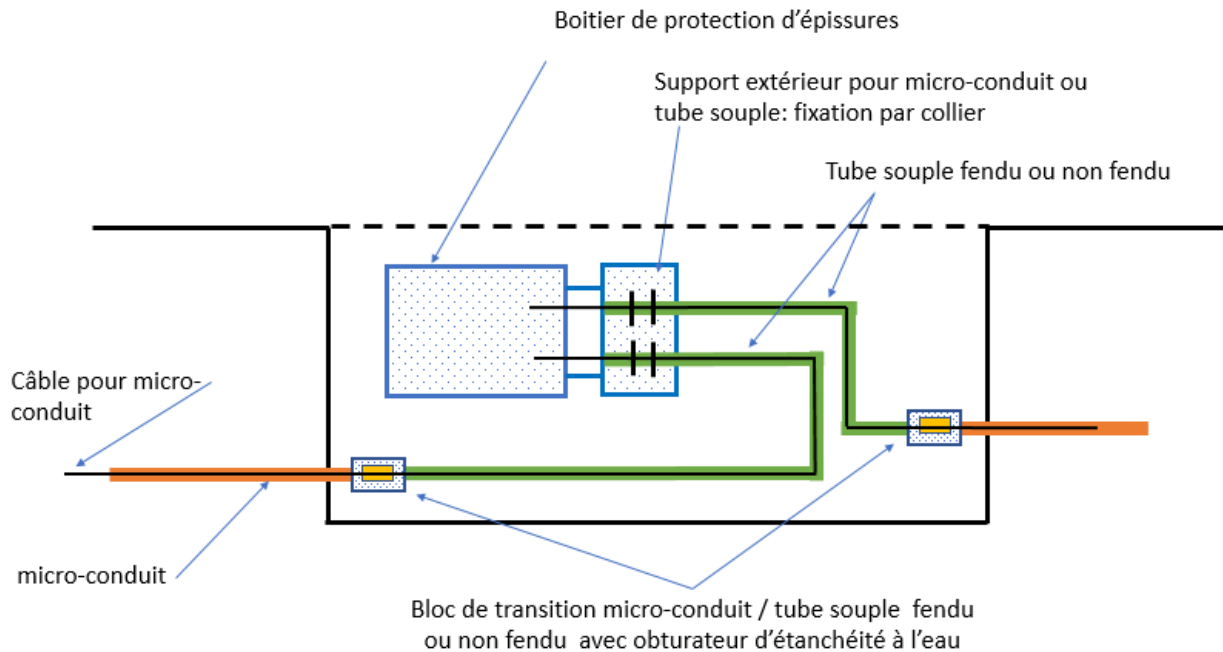 Boitier de protection d’épissures
Support extérieur pour micro-conduit ou
tube souple: fixation par collier
Tube souple fendu ou non fendu
Câble pour micro-
conduit
micro-conduit
Bloc de transition micro-conduit / tube souple fendu
ou non fendu avec obturateur d’étanchéité à l’eau